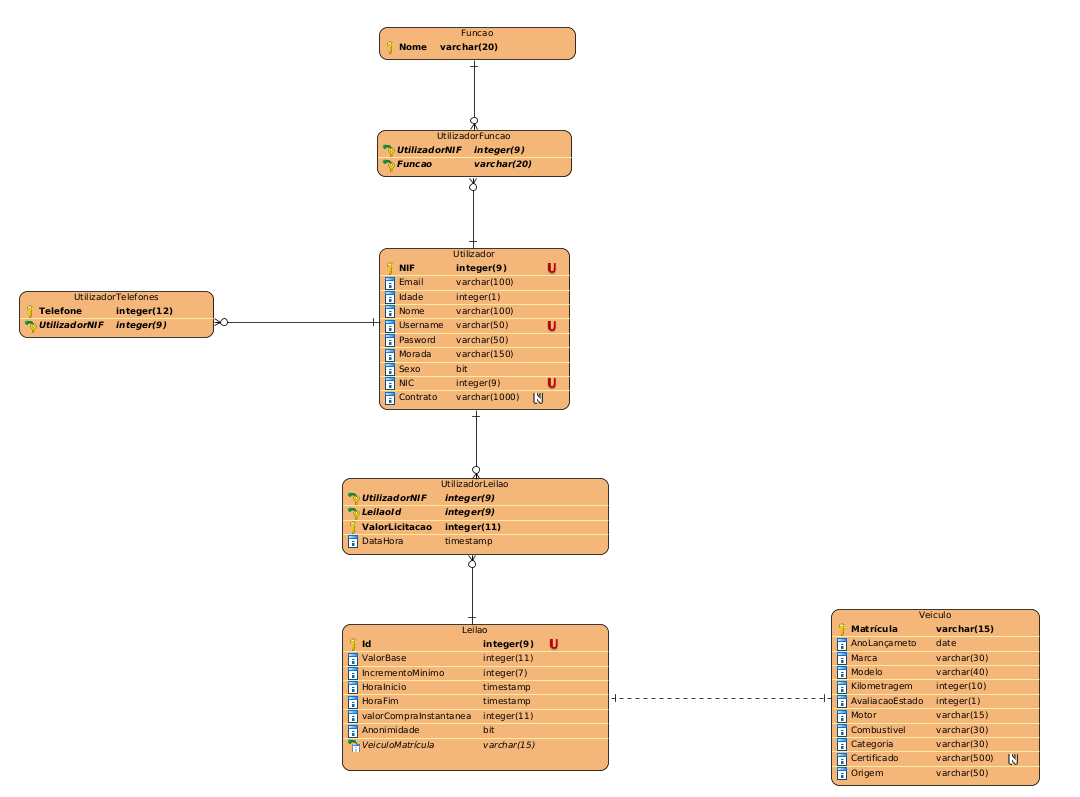 Funcao
Nome varchar(20)
UtilizadorFuncao
UtilizadorNIF integer(9)
Funcao varchar(20)
Utilizador
NIF integer(9) U
Email varchar(100)
Idade integer(1)
Nome varchar(100)
Username varchar(50) U
Pasword varchar(50)
Morada varchar(150)
Sexo bit
NIC integer(9) U
Contrato varchar(1000) N
UtilizadorTelefones
Telefone integer(12)
UtilizadorNIF integer(9)
UtilizadorLeilao
UtilizadorNIF integer(9)
LeilaoId integer(9)
ValorLicitacao integer(11)
DataHora timestamp
Leilao
Id integer(9) U
ValorBase integer(11)
IncrementoMinimo integer(7)
HoraInicio timestamp
HoraFim timestamp
valorCompraInstantanea integer(11)
Anonimidade bit
VeiculoMatrícula varchar(15)
Veiculo
Matrícula varchar(15)
AnoLançameto date
Marca varchar(30)
Modelo varchar(40)
Kilometragem integer(10)
AvaliacaoEstado integer(1)
Motor varchar(15)
Combustivel varchar(30)
Categoria varchar(30)
Certificado varchar(500) N
Origem varchar(50)